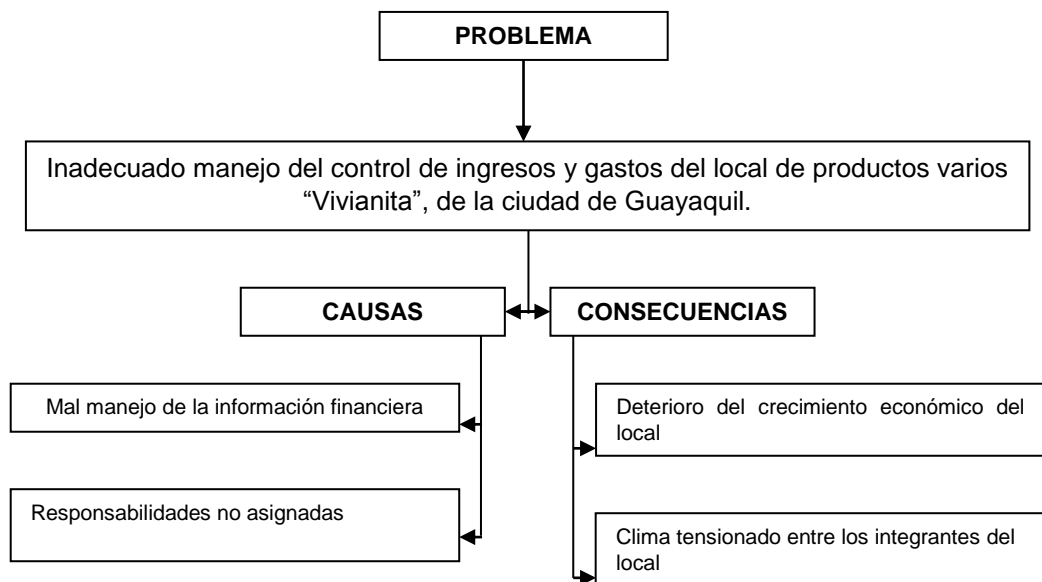 PROBLEMA
Inadecuado manejo del control de ingresos y gastos del local de productos varios
“Vivianita”, de la ciudad de Guayaquil.
CAUSAS
CONSECUENCIAS
Mal manejo de la información financiera
Responsabilidades no asignadas
Deterioro del crecimiento económico del
local
Clima tensionado entre los integrantes del
local